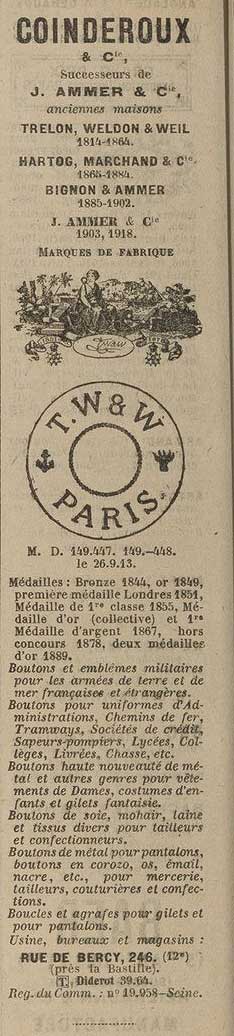 COINDEROUX
& Cie,
Successeurs de
J. AMMER & Cie,
anciennes maisons
TRELON, WELDON & WEIL
1814-1864.
HARTOG, MARCHAND & Cie.
1865-1884.
BIGNON & AMMER
1885-1902.
J. AMMER & Cie
1903, 1918.
MARQUES DE FABRIQUE
T. W & W
PARIS.
M. D. 149.447. 149.-448.
le 26.9.13.
Médailles : Bronze 1844, or 1849,
première médaille Londres 1851,
Médaille de 1re classe 1855, Mé-
daille d'or (collective) et 1re
Médaille d'argent 1867, hors
concours 1878, deux médailles
d'or 1889.
Boutons et emblèmes militaires
pour les armées de terre et de
mer françaises et étrangères.
Boutons pour uniformes d'Ad-
ministrations, Chemins de fer,
Tramways, Sociétés de crédit,
Sapeurs-pompiers, Lycées, Col-
lèges, Livrées, Chasse, etc.
Boutons haute nouveauté de mé-
tal et autres genres pour vête-
ments de Dames, costumes d'en-
fants et gilets fantaisie.
Boutons de soie, mohair, laine
et tissus divers pour tailleurs
et confectionneurs.
Boutons de métal pour pantalons,
boutons en corozo, os, émail,
nacre, etc., pour mercerie,
tailleurs, couturières et confec-
tions.
Boucles et agrafes pour gilets et
pour pantalons.
Usine, bureaux et magasins :
RUE DE BERCY, 246. (12e)
(près la Bastille).
T. Diderot 39.64.
Reg. du Comm. : no 19.958-Seine.